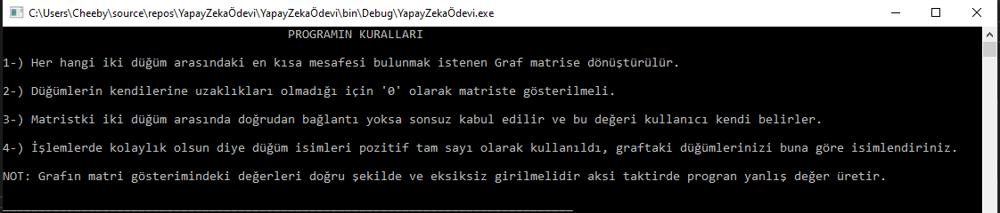 C:\Users\Cheeby\source\repos\YapayZekaÖdevi\YapayZekaÖdevi\bin\Debug\YapayZekaÖdevi.exe
PROGRAMIN KURALLARI
1-) Her hangi iki düğüm arasındaki en kısa mesafesi bulunmak istenen Graf matrise dönüştürülür.
2-) Düğümlerin kendilerine uzaklıkları olmadığı için '0' olarak matriste gösterilmeli.
3-) Matristki iki düğüm arasında doğrudan bağlantı yoksa sonsuz kabul edilir ve bu değeri kullanıcı kendi belirler.
4-) İşlemlerde kolaylık olsun diye düğüm isimleri pozitif tam sayı olarak kullanıldı, graftaki düğümlerinizi buna göre isimlendiriniz.
NOT: Grafın matri gösterimindeki değerleri doğru şekilde ve eksiksiz girilmelidir aksi taktirde progran yanlış değer üretir.